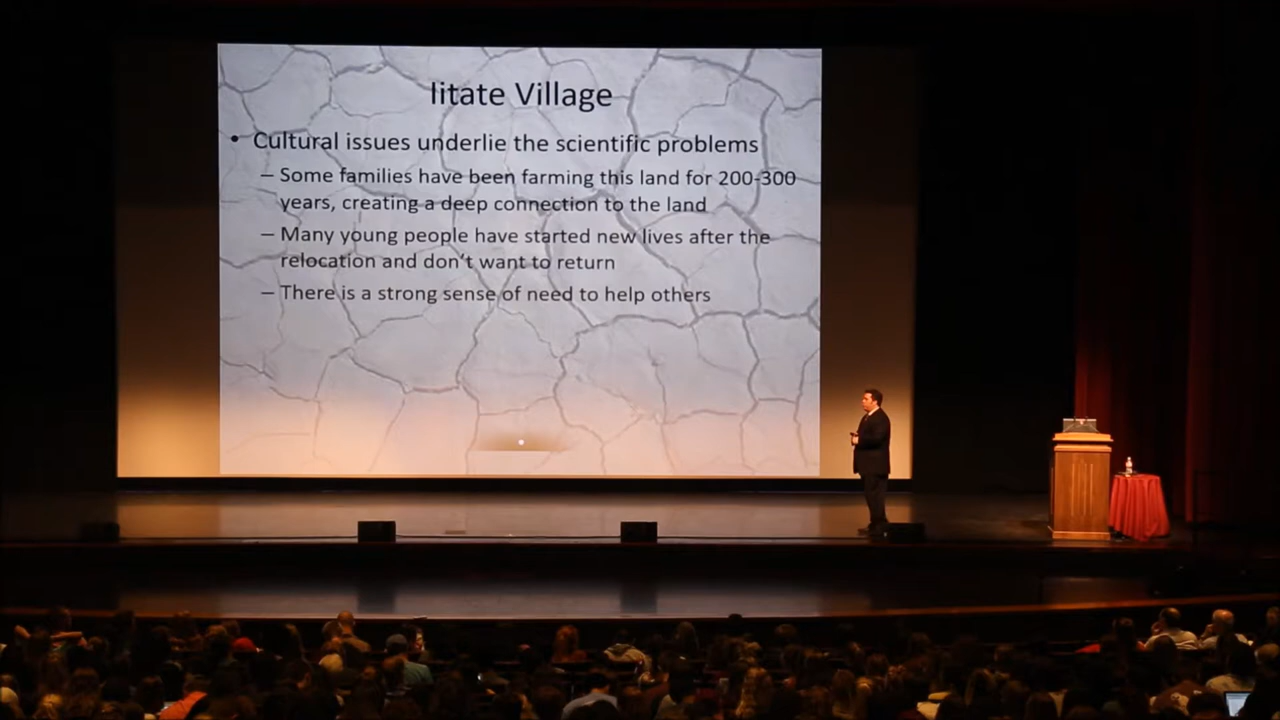 Iitate Village
• Cultural issues underlie the scientific problems
– Some families have been farming this land for 200-300
years, creating a deep connection to the land
– Many young people have started new lives after the
relocation and don't want to return
– There is a strong sense of need to help others